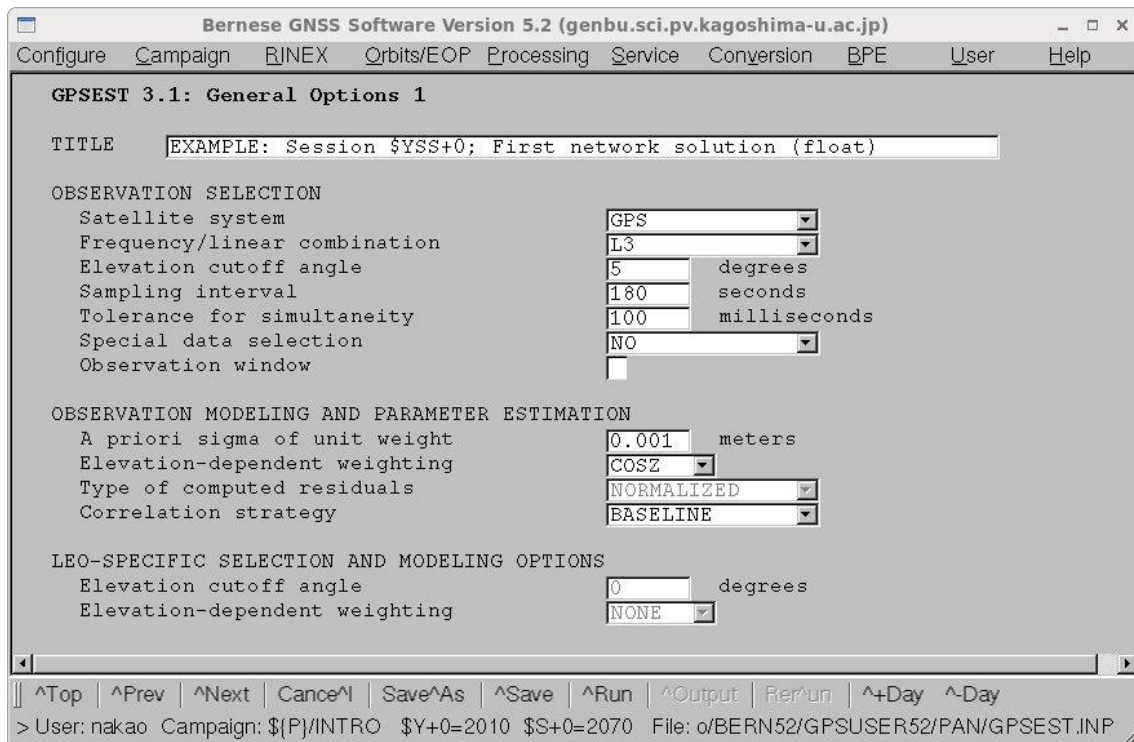 Bernese GNSS Software Version 5.2 (genbu.sci.pv.kagoshima-u.ac.jp)
Configure Campaign RINEX Orbits/EOP Processing Service Conversion BPE User Help
GPSEST 3.1: General Options 1
TITLE EXAMPLE: Session $YSS+0; First network solution (float)
OBSERVATION SELECTION
Satellite system GPS
Frequency/linear combination L3
Elevation cutoff angle 5 degrees
Sampling interval 180 seconds
Tolerance for simultaneity 100 milliseconds
Special data selection NO
Observation window
OBSERVATION MODELING AND PARAMETER ESTIMATION
A priori sigma of unit weight 0.001 meters
Elevation-dependent weighting COSZ
Type of computed residuals NORMALIZED
Correlation strategy BASELINE
LEO-SPECIFIC SELECTION AND MODELING OPTIONS
Elevation cutoff angle 0 degrees
Elevation-dependent weighting NONE
^Top | ^Prev | ^Next | Cance^l | Save^As | ^Save | ^Run | ^Output | Rer^un | ^+Day ^-Day
> User: nakao Campaign: ${P}/INTRO $Y+0=2010 $S+0=2070 File: o/BERN52/GPSUSER52/PAN/GPSEST.INP